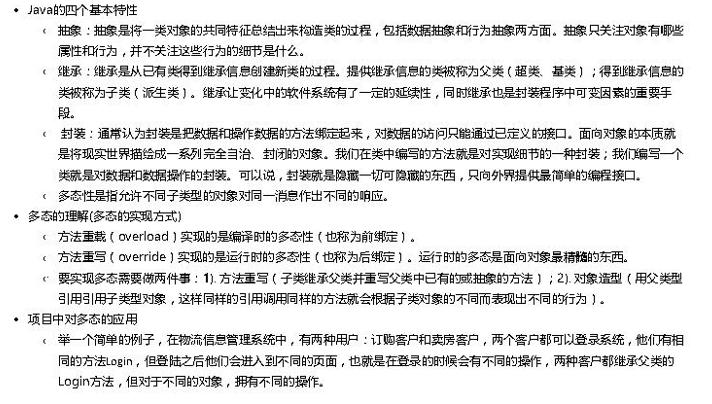 • Java的四个基本特性
‹ 抽象：抽象是将一类对象的共同特征总结出来构造类的过程，包括数据抽象和行为抽象两方面。抽象只关注对象有哪些
属性和行为，并不关注这些行为的细节是什么。
‹ 继承：继承是从已有类得到继承信息创建新类的过程。提供继承信息的类被称为父类（超类、基类）；得到继承信息的
类被称为子类（派生类）。继承让变化中的软件系统有了一定的延续性，同时继承也是封装程序中可变因素的重要手
段。
‹ 封装：通常认为封装是把数据和操作数据的方法绑定起来，对数据的访问只能通过已定义的接口。面向对象的本质就
是将现实世界描绘成一系列完全自治、封闭的对象。我们在类中编写的方法就是对实现细节的一种封装；我们编写一个
类就是对数据和数据操作的封装。可以说，封装就是隐藏一切可隐藏的东西，只向外界提供最简单的编程接口。
‹ 多态性是指允许不同子类型的对象对同一消息作出不同的响应。
• 多态的理解(多态的实现方式)
‹ 方法重载（overload）实现的是编译时的多态性（也称为前绑定）。
‹ 方法重写（override）实现的是运行时的多态性（也称为后绑定）。运行时的多态是面向对象最精髓的东西。
‹ 要实现多态需要做两件事：1). 方法重写（子类继承父类并重写父类中已有的或抽象的方法）；2). 对象造型（用父类型
引用引用子类型对象，这样同样的引用调用同样的方法就会根据子类对象的不同而表现出不同的行为）。
• 项目中对多态的应用
‹ 举一个简单的例子，在物流信息管理系统中，有两种用户：订购客户和卖房客户，两个客户都可以登录系统，他们有相
同的方法Login，但登陆之后他们会进入到不同的页面，也就是在登录的时候会有不同的操作，两种客户都继承父类的
Login方法，但对于不同的对象，拥有不同的操作。